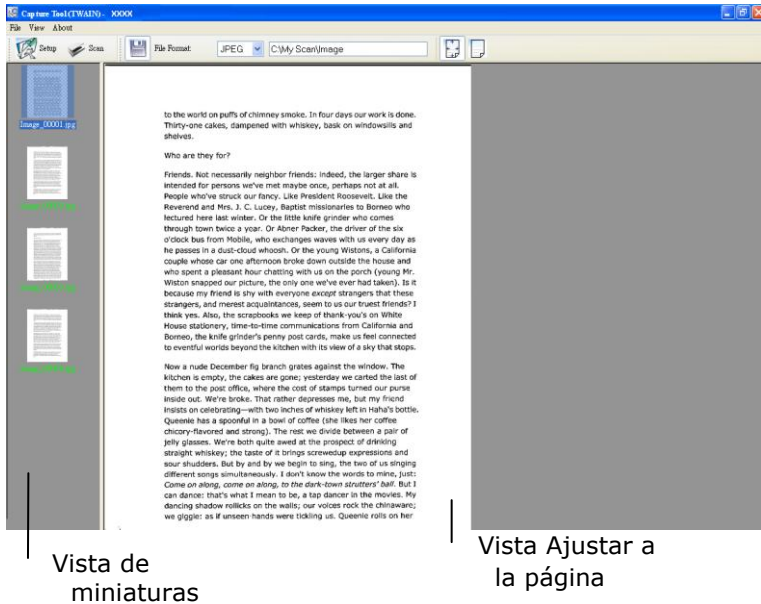 Capture Tool(TWAIN) - XXXX
File View About
Setup Scan File Format: JPEG C:\My Scan\Image
Image_00001.jpg
to the world on puffs of chimney smoke. In four days our work is done.
Thirty-one cakes, dampened with whiskey, bask on windowsills and
shelves.
Who are they for?
Friends. Not necessarily neighbor friends: indeed, the larger share is
intended for persons we've met maybe once, perhaps not at all.
People who've struck our fancy. Like President Roosevelt. Like the
Reverend and Mrs. J. C. Lucey, Baptist missionaries to Borneo who
lectured here last winter. Or the little knife grinder who comes
through town twice a year. Or Abner Packer, the driver of the six
o'clock bus from Mobile, who exchanges waves with us every day as
he passes in a dust-cloud whoosh. Or the young Wistons, a California
couple whose car one afternoon broke down outside the house and
who spent a pleasant hour chatting with us on the porch (young Mr.
Wiston snapped our picture, the only one we've ever had taken). Is it
because my friend is shy with everyone except strangers that these
strangers, and merest acquaintances, seem to us our truest friends? I
think yes. Also, the scrapbooks we keep of thank-you's on White
House stationery, time-to-time communications from California and
Borneo, the knife grinder's penny post cards, make us feel connected
to eventful worlds beyond the kitchen with its view of a sky that stops.
Now a nude December fig branch grates against the window. The
kitchen is empty, the cakes are gone; yesterday we carted the last of
them to the post office, where the cost of stamps turned our purse
inside out. We're broke. That rather depresses me, but my friend
insists on celebrating—with two inches of whiskey left in Haha's bottle.
Queenie has a spoonful in a bowl of coffee (she likes her coffee
chicory-flavored and strong). The rest we divide between a pair of
jelly glasses. We're both quite awed at the prospect of drinking
straight whiskey; the taste of it brings screwedup expressions and
sour shudders. But by and by we begin to sing, the two of us singing
different songs simultaneously. I don't know the words to mine, just:
Come on along, come on along, to the dark-town strutters' ball. But I
can dance: that's what I mean to be, a tap dancer in the movies. My
dancing shadow rollicks on the walls; our voices rock the chinaware;
we giggle: as if unseen hands were tickling us. Queenie rolls on her
Vista de
miniaturas
Vista Ajustar a
la página